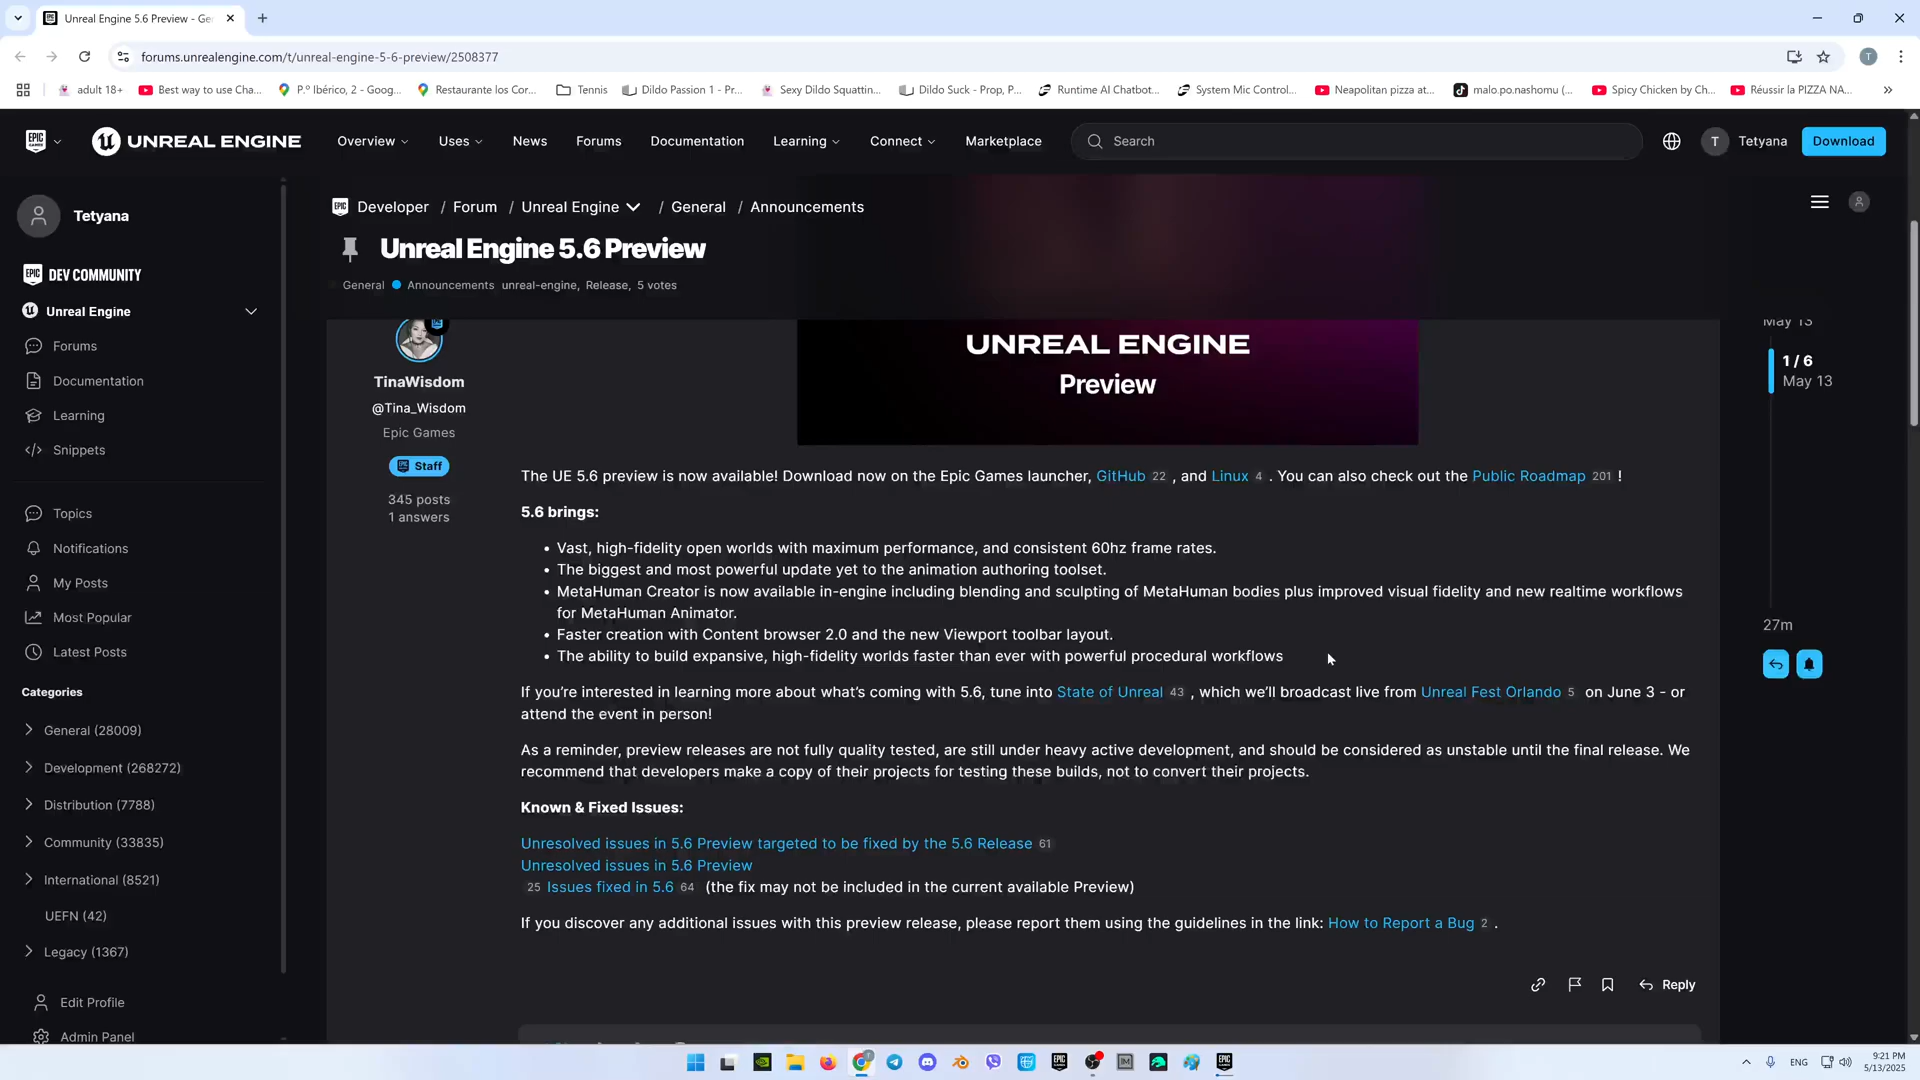 Unreal Engine 5.6 Preview - Ge
forums.unrealengine.com/t/unreal-engine-5-6-preview/2508377
T
adult 18+
Best way to use Cha...
P.º Ibérico, 2 - Goog...
Restaurante los Cor...
Tennis
Dildo Passion 1 - Pr...
Sexy Dildo Squattin...
Dildo Suck - Prop, P...
Runtime AI Chatbot...
System Mic Control...
Neapolitan pizza at...
malo.po.nashomu (...
Spicy Chicken by Ch...
Réussir la PIZZA NA...
EPIC GAMES
UNREAL ENGINE
Overview
Uses
News
Forums
Documentation
Learning
Connect
Marketplace
Search
T
Tetyana
Download
Tetyana
EPIC DEV COMMUNITY
Unreal Engine
Forums
Documentation
Learning
Snippets
Topics
Notifications
My Posts
Most Popular
Latest Posts
Categories
General (28009)
Development (268272)
Distribution (7788)
Community (33835)
International (8521)
UEFN (42)
Legacy (1367)
Edit Profile
Admin Panel
EPIC Developer / Forum / Unreal Engine / General / Announcements
Unreal Engine 5.6 Preview
General Announcements unreal-engine, Release, 5 votes
UNREAL ENGINE
Preview
TinaWisdom
@Tina_Wisdom
Epic Games
Staff
345 posts
1 answers
The UE 5.6 preview is now available! Download now on the Epic Games launcher, GitHub 22 , and Linux 4 . You can also check out the Public Roadmap 201 !
5.6 brings:
• Vast, high-fidelity open worlds with maximum performance, and consistent 60hz frame rates.
• The biggest and most powerful update yet to the animation authoring toolset.
• MetaHuman Creator is now available in-engine including blending and sculpting of MetaHuman bodies plus improved visual fidelity and new realtime workflows
for MetaHuman Animator.
• Faster creation with Content browser 2.0 and the new Viewport toolbar layout.
• The ability to build expansive, high-fidelity worlds faster than ever with powerful procedural workflows
If you’re interested in learning more about what’s coming with 5.6, tune into State of Unreal 43 , which we’ll broadcast live from Unreal Fest Orlando 5 on June 3 - or
attend the event in person!
As a reminder, preview releases are not fully quality tested, are still under heavy active development, and should be considered as unstable until the final release. We
recommend that developers make a copy of their projects for testing these builds, not to convert their projects.
Known & Fixed Issues:
Unresolved issues in 5.6 Preview targeted to be fixed by the 5.6 Release 61
Unresolved issues in 5.6 Preview
25 Issues fixed in 5.6 64 (the fix may not be included in the current available Preview)
If you discover any additional issues with this preview release, please report them using the guidelines in the link: How to Report a Bug 2 .
Reply
May 13
1 / 6
May 13
27m
ENG
9:21 PM
5/13/2025